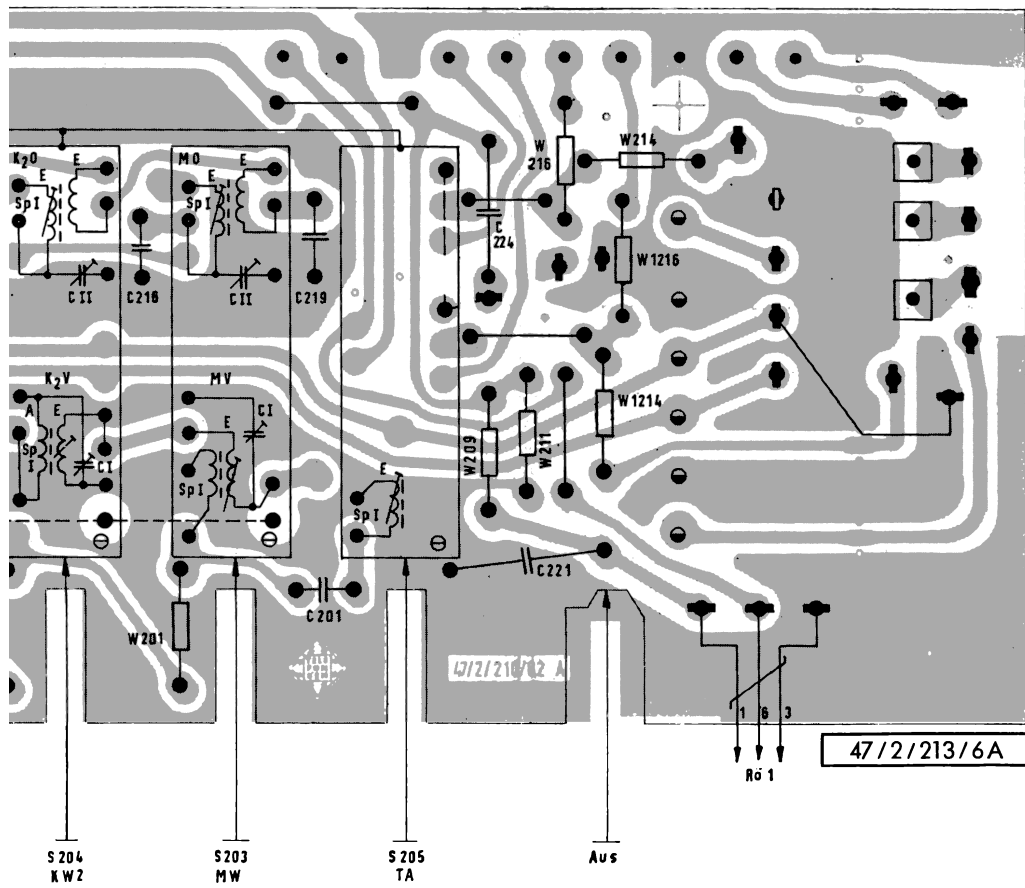 W
216
W214
K2O
E
MO
E
E
E
SpI
SpI
C
224
W1216
CII
C216
CII
C219
K2V
MV
A
E
E
CI
W1214
Sp
I
CI
W209
W211
SpI
E
SpI
C221
C201
W201
47/2/213/6A
1
6
3
Rö 1
S204
KW2
S203
MW
S205
TA
Aus